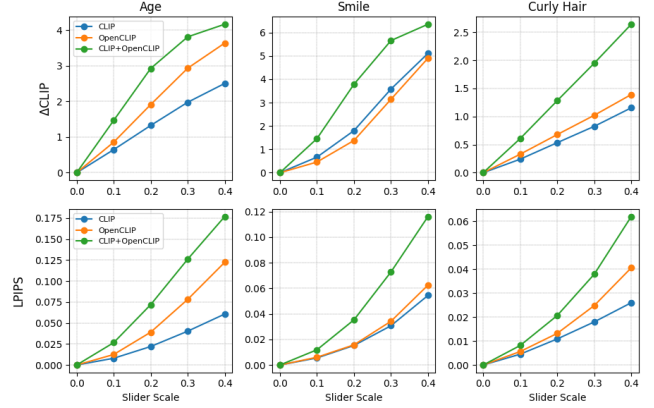 Age
Smile
Curly Hair
CLIP
OpenCLIP
CLIP+OpenCLIP
ΔCLIP
4
3
2
1
0
6
5
4
3
2
1
0
2.5
2.0
1.5
1.0
0.5
0.0
0.0 0.1 0.2 0.3 0.4
0.0 0.1 0.2 0.3 0.4
0.0 0.1 0.2 0.3 0.4
CLIP
OpenCLIP
CLIP+OpenCLIP
LPIPS
0.175
0.150
0.125
0.100
0.075
0.050
0.025
0.000
0.12
0.10
0.08
0.06
0.04
0.02
0.00
0.06
0.05
0.04
0.03
0.02
0.01
0.00
0.0 0.1 0.2 0.3 0.4
0.0 0.1 0.2 0.3 0.4
0.0 0.1 0.2 0.3 0.4
Slider Scale
Slider Scale
Slider Scale